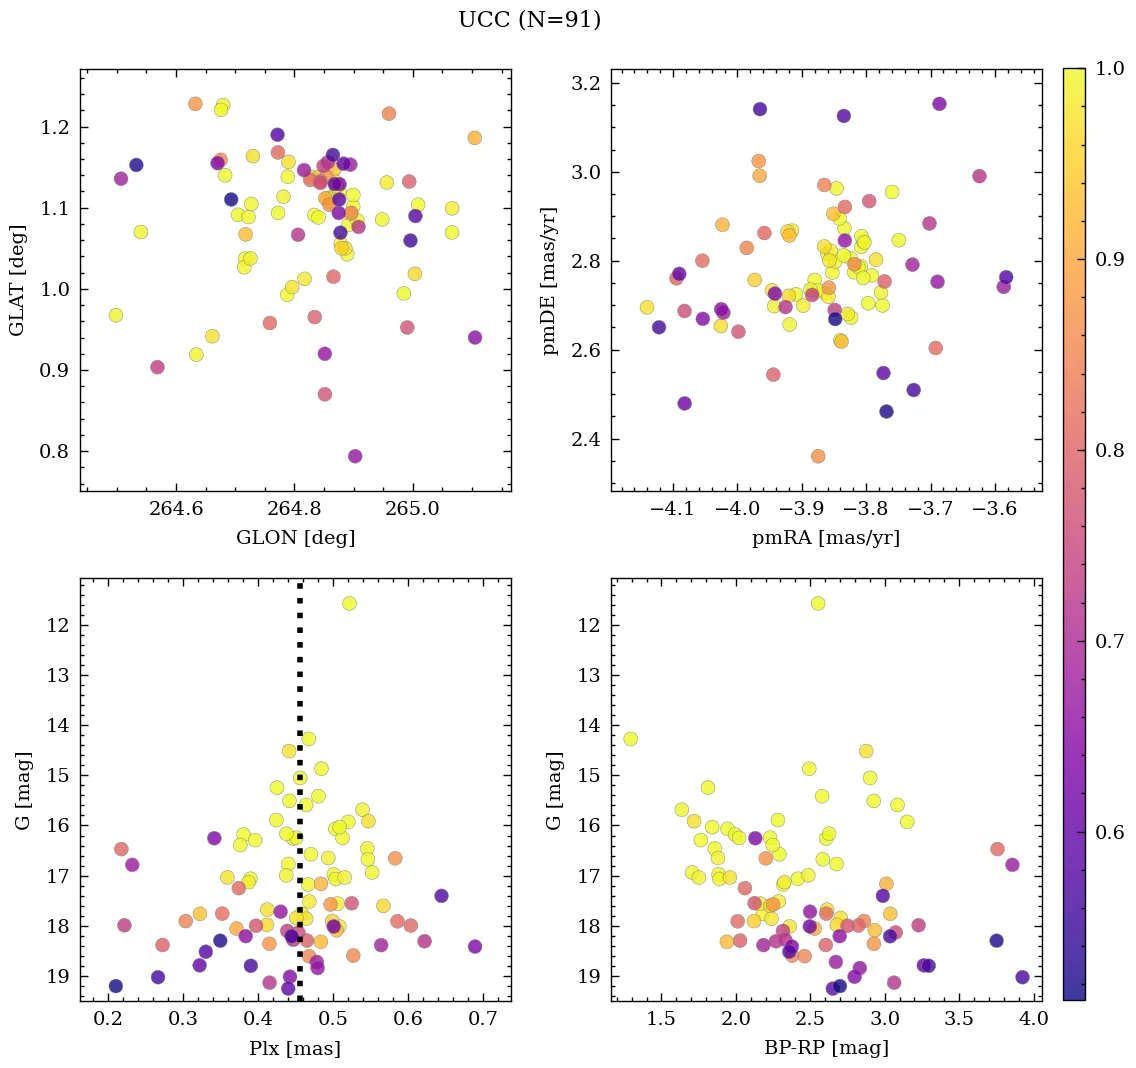 UCC (N=91)
1.2
1.1
1.0
0.9
0.8
GLAT [deg]
264.6 264.8 265.0
GLON [deg]
3.2
3.0
2.8
2.6
2.4
pmDE [mas/yr]
−4.1 −4.0 −3.9 −3.8 −3.7 −3.6
pmRA [mas/yr]
1.0
0.9
0.8
0.7
0.6
12
13
14
15
16
17
18
19
G [mag]
0.2 0.3 0.4 0.5 0.6 0.7
Plx [mas]
12
13
14
15
16
17
18
19
G [mag]
1.5 2.0 2.5 3.0 3.5 4.0
BP-RP [mag]